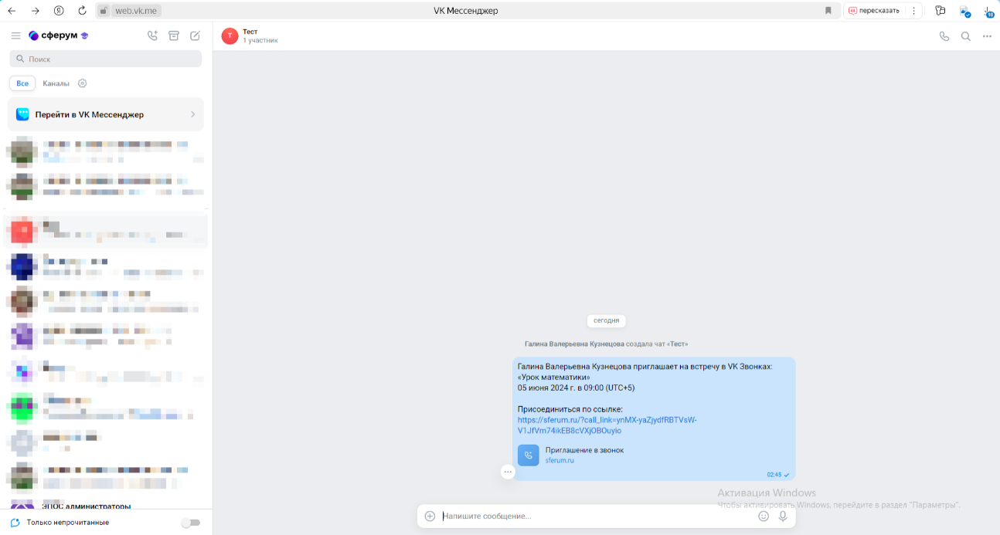 web.vk.me
VK Мессенджер
пересказать
18
сферум
Т
Тест
1 участник
Поиск
Все
Каналы
Перейти в VK Мессенджер
сегодня
Галина Валерьевна Кузнецова создала чат «Тест»
Галина Валерьевна Кузнецова приглашает на встречу в VK Звонках:
«Урок математики»
05 июня 2024 г. в 09:00 (UTC+5)
Присоединиться по ссылке:
https://sferum.ru/?call_link=ynMX-yaZjydfRBTVsW-
V1JfVm74ikEB8cVXjOBOuyio
Приглашение в звонок
sferum.ru
02:45
Активация Windows
Чтобы активировать Windows, перейдите в раздел "Параметры".
ЭПОС администраторы
Только непрочитанные
Напишите сообщение...